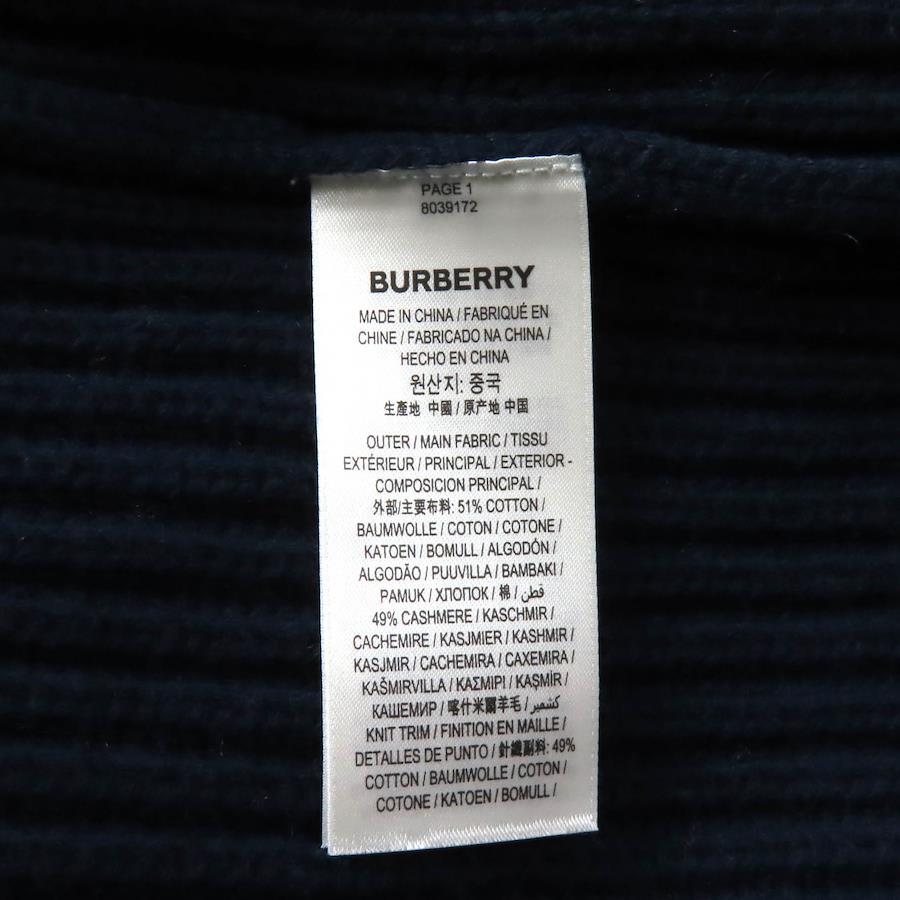 PAGE 1
8039172
BURBERRY
MADE IN CHINA / FABRIQUÉ EN
CHINE / FABRICADO NA CHINA /
HECHO EN CHINA
원산지: 중국
生產地 中國 / 原产地 中国
OUTER / MAIN FABRIC / TISSU
EXTÉRIEUR / PRINCIPAL / EXTERIOR -
COMPOSICION PRINCIPAL /
外部/主要布料: 51% COTTON /
BAUMWOLLE / COTON / COTONE /
KATOEN / BOMULL / ALGODÓN /
ALGODÃO / PUUVILLA / BAMBAKI /
PAMUK / ХЛОПОК / 棉 / قطن
49% CASHMERE / KASCHMIR /
CACHEMIRE / KASJMIER / KASHMIR /
KASJMIR / CACHEMIRA / CAXEMIRA /
KAŠMIRVILLA / ΚΑΣΜΙΡΙ / KAŞMİR /
КАШЕМИР / 喀什米爾羊毛 / كشمير
KNIT TRIM / FINITION EN MAILLE /
DETALLES DE PUNTO / 針織副料: 49%
COTTON / BAUMWOLLE / COTON /
COTONE / KATOEN / BOMULL /